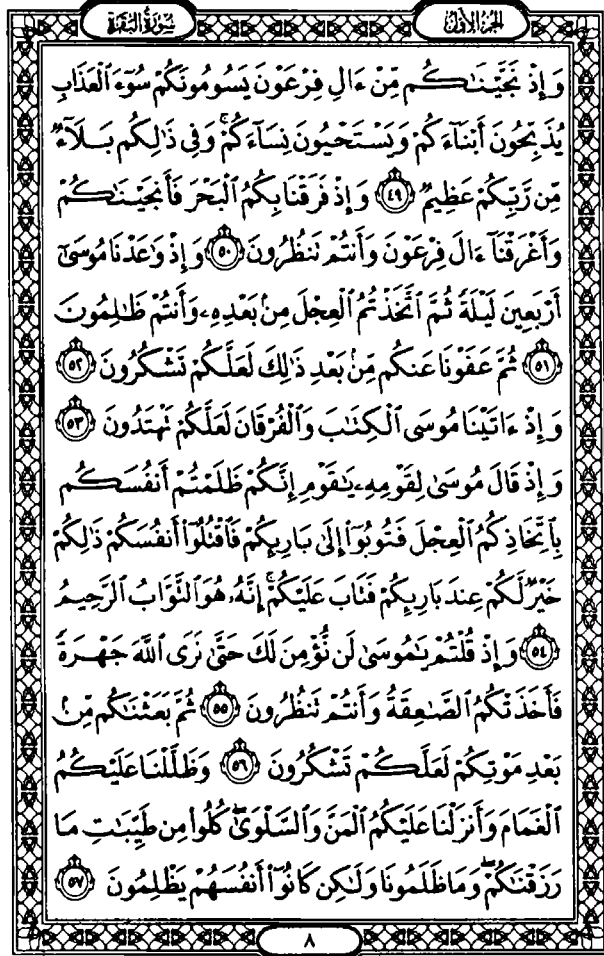 الجزء الأول
سورة البقرة
وَإِذْ نَجَّيْنَـٰكُم مِّنْ ءَالِ فِرْعَوْنَ يَسُومُونَكُمْ سُوٓءَ ٱلْعَذَابِ
يُذَبِّحُونَ أَبْنَآءَكُمْ وَيَسْتَحْيُونَ نِسَآءَكُمْ ۚ وَفِى ذَٰلِكُم بَلَآءٌ
مِّن رَّبِّكُمْ عَظِيمٌ ٤٩ وَإِذْ فَرَقْنَا بِكُمُ ٱلْبَحْرَ فَأَنجَيْنَـٰكُمْ
وَأَغْرَقْنَآ ءَالَ فِرْعَوْنَ وَأَنتُمْ تَنظُرُونَ ٥٠ وَإِذْ وَٰعَدْنَا مُوسَىٰٓ
أَرْبَعِينَ لَيْلَةً ثُمَّ ٱتَّخَذْتُمُ ٱلْعِجْلَ مِنۢ بَعْدِهِۦ وَأَنتُمْ ظَـٰلِمُونَ
٥١ ثُمَّ عَفَوْنَا عَنكُم مِّنۢ بَعْدِ ذَٰلِكَ لَعَلَّكُمْ تَشْكُرُونَ ٥٢
وَإِذْ ءَاتَيْنَا مُوسَى ٱلْكِتَـٰبَ وَٱلْفُرْقَانَ لَعَلَّكُمْ تَهْتَدُونَ ٥٣
وَإِذْ قَالَ مُوسَىٰ لِقَوْمِهِۦ يَـٰقَوْمِ إِنَّكُمْ ظَلَمْتُمْ أَنفُسَكُم
بِٱتِّخَاذِكُمُ ٱلْعِجْلَ فَتُوبُوٓا۟ إِلَىٰ بَارِئِكُمْ فَٱقْتُلُوٓا۟ أَنفُسَكُمْ ذَٰلِكُمْ
خَيْرٌ لَّكُمْ عِندَ بَارِئِكُمْ فَتَابَ عَلَيْكُمْ ۚ إِنَّهُۥ هُوَ ٱلتَّوَّابُ ٱلرَّحِيمُ
٥٤ وَإِذْ قُلْتُمْ يَـٰمُوسَىٰ لَن نُّؤْمِنَ لَكَ حَتَّىٰ نَرَى ٱللَّهَ جَهْرَةً
فَأَخَذَتْكُمُ ٱلصَّـٰعِقَةُ وَأَنتُمْ تَنظُرُونَ ٥٥ ثُمَّ بَعَثْنَـٰكُم مِّنۢ
بَعْدِ مَوْتِكُمْ لَعَلَّكُمْ تَشْكُرُونَ ٥٦ وَظَلَّلْنَا عَلَيْكُمُ
ٱلْغَمَامَ وَأَنزَلْنَا عَلَيْكُمُ ٱلْمَنَّ وَٱلسَّلْوَىٰ ۖ كُلُوا۟ مِن طَيِّبَـٰتِ مَا
رَزَقْنَـٰكُمْ ۖ وَمَا ظَلَمُونَا وَلَـٰكِن كَانُوٓا۟ أَنفُسَهُمْ يَظْلِمُونَ ٥٧
٨